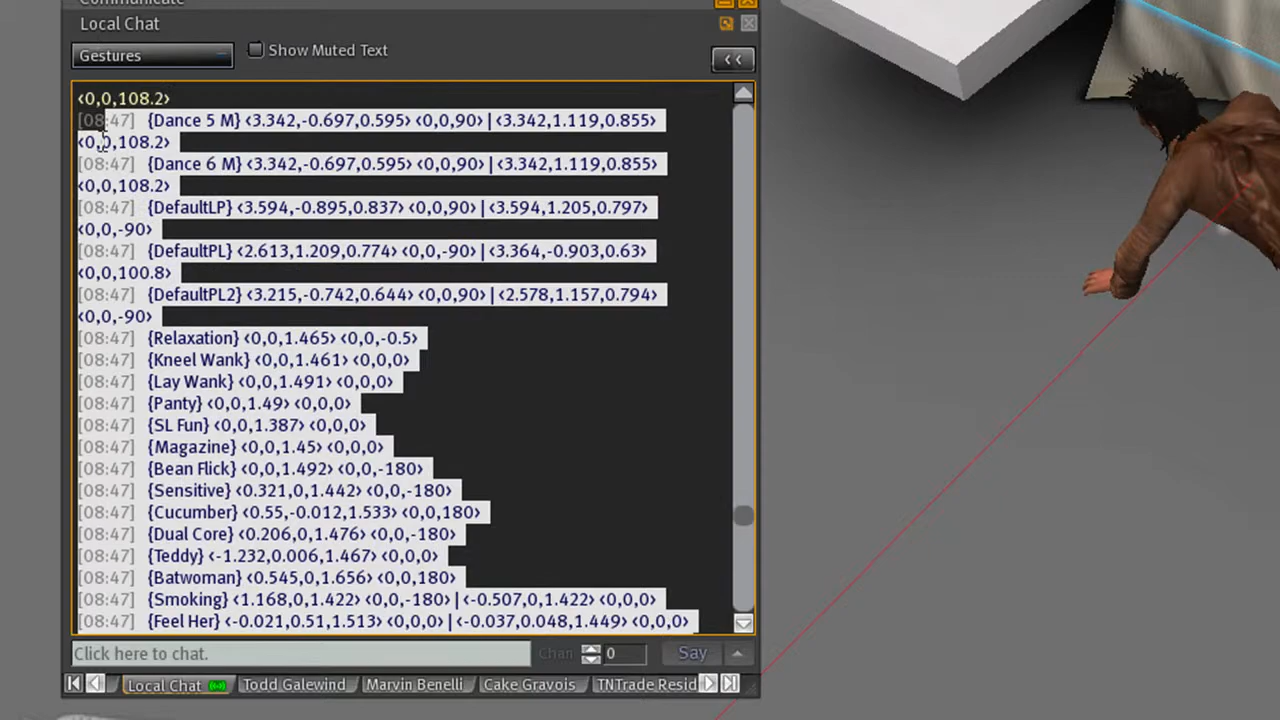 Communicate
Local Chat
Gestures
Show Muted Text
<<
<0,0,108.2>
[08:47] {Dance 5 M} <3.342,-0.697,0.595> <0,0,90> | <3.342,1.119,0.855>
<0,0,108.2>
[08:47] {Dance 6 M} <3.342,-0.697,0.595> <0,0,90> | <3.342,1.119,0.855>
<0,0,108.2>
[08:47] {DefaultLP} <3.594,-0.895,0.837> <0,0,90> | <3.594,1.205,0.797>
<0,0,-90>
[08:47] {DefaultPL} <2.613,1.209,0.774> <0,0,-90> | <3.364,-0.903,0.63>
<0,0,100.8>
[08:47] {DefaultPL2} <3.215,-0.742,0.644> <0,0,90> | <2.578,1.157,0.794>
<0,0,-90>
[08:47] {Relaxation} <0,0,1.465> <0,0,-0.5>
[08:47] {Kneel Wank} <0,0,1.461> <0,0,0>
[08:47] {Lay Wank} <0,0,1.491> <0,0,0>
[08:47] {Panty} <0,0,1.49> <0,0,0>
[08:47] {SL Fun} <0,0,1.387> <0,0,0>
[08:47] {Magazine} <0,0,1.45> <0,0,0>
[08:47] {Bean Flick} <0,0,1.492> <0,0,-180>
[08:47] {Sensitive} <0.321,0,1.442> <0,0,-180>
[08:47] {Cucumber} <0.55,-0.012,1.533> <0,0,180>
[08:47] {Dual Core} <0.206,0,1.476> <0,0,-180>
[08:47] {Teddy} <-1.232,0.006,1.467> <0,0,0>
[08:47] {Batwoman} <0.545,0,1.656> <0,0,180>
[08:47] {Smoking} <1.168,0,1.422> <0,0,-180> | <-0.507,0,1.422> <0,0,0>
[08:47] {Feel Her} <-0.021,0.51,1.513> <0,0,0> | <-0.037,0.048,1.449> <0,0,0>
Click here to chat. Chan 0 Say
Local Chat Todd Galewind Marvin Benelli Cake Gravois TNTrade Resid